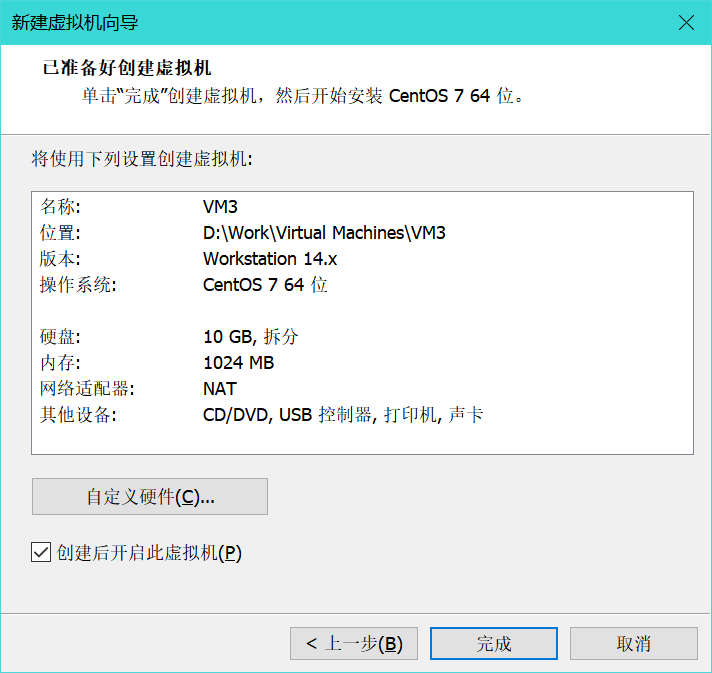 新建虚拟机向导
已准备好创建虚拟机
单击“完成”创建虚拟机，然后开始安装 CentOS 7 64 位。
将使用下列设置创建虚拟机:
名称: VM3
位置: D:\Work\Virtual Machines\VM3
版本: Workstation 14.x
操作系统: CentOS 7 64 位
硬盘: 10 GB, 拆分
内存: 1024 MB
网络适配器: NAT
其他设备: CD/DVD, USB 控制器, 打印机, 声卡
自定义硬件(C)...
创建后开启此虚拟机(P)
< 上一步(B) 完成 取消